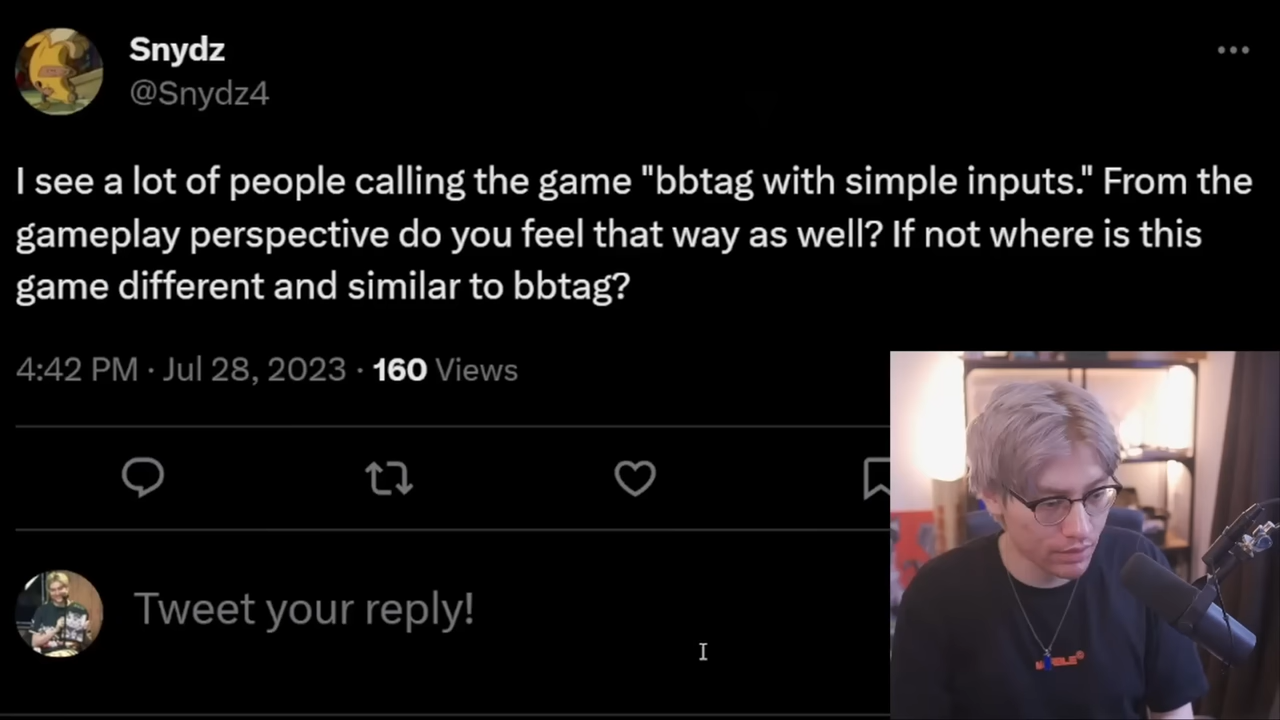 Snydz
@Snydz4
I see a lot of people calling the game "bbtag with simple inputs." From the
gameplay perspective do you feel that way as well? If not where is this
game different and similar to bbtag?
4:42 PM · Jul 28, 2023 · 160 Views
Tweet your reply!